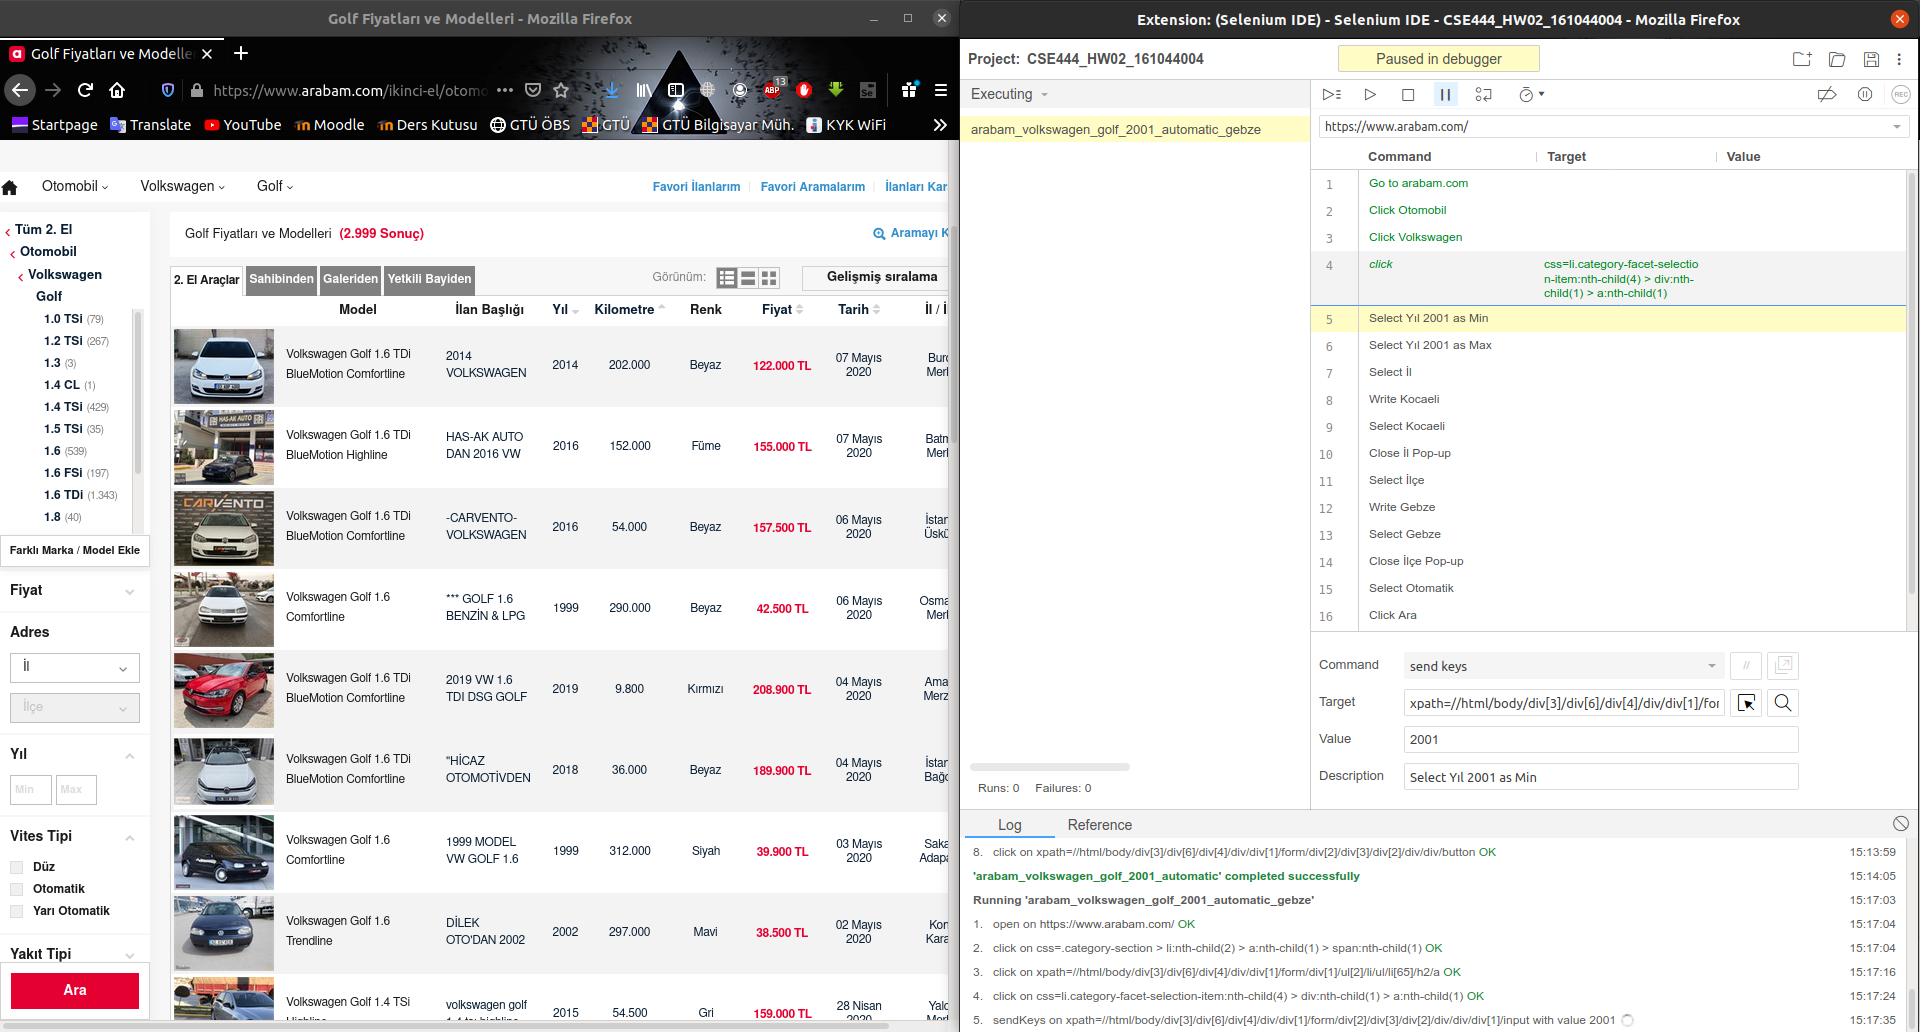 Golf Fiyatları ve Modelleri - Mozilla Firefox
Golf Fiyatları ve Modelle
https://www.arabam.com/ikinci-el/otomo
13
ABP
Se
Startpage
Translate
YouTube
Moodle
Ders Kutusu
GTÜ ÖBS
GTÜ
GTÜ Bilgisayar Müh.
KYK WiFi
Otomobil
Volkswagen
Golf
Favori İlanlarım
Favori Aramalarım
İlanları Kar
Tüm 2. El
Otomobil
Volkswagen
Golf
1.0 TSi (79)
1.2 TSi (267)
1.3 (3)
1.4 CL (1)
1.4 TSi (429)
1.5 TSi (35)
1.6 (539)
1.6 FSi (197)
1.6 TDi (1.343)
1.8 (40)
Farklı Marka / Model Ekle
Fiyat
Adres
İl
İlçe
Yıl
Min
Max
Vites Tipi
Düz
Otomatik
Yarı Otomatik
Yakıt Tipi
Ara
Golf Fiyatları ve Modelleri (2.999 Sonuç)
Aramayı K
2. El Araçlar
Sahibinden
Galeriden
Yetkili Bayiden
Görünüm:
Gelişmiş sıralama
Model İlan Başlığı Yıl Kilometre Renk Fiyat Tarih İl / İ
Volkswagen Golf 1.6 TDi BlueMotion Comfortline 2014 VOLKSWAGEN 2014 202.000 Beyaz 122.000 TL 07 Mayıs 2020 Burd Merl
HAS-AK AUTO
Volkswagen Golf 1.6 TDi BlueMotion Highline HAS-AK AUTO DAN 2016 VW 2016 152.000 Füme 155.000 TL 07 Mayıs 2020 Batm Merl
CARVENTO
Volkswagen Golf 1.6 TDi BlueMotion Comfortline -CARVENTO- VOLKSWAGEN 2016 54.000 Beyaz 157.500 TL 06 Mayıs 2020 İstan Üskü
Volkswagen Golf 1.6 Comfortline *** GOLF 1.6 BENZİN & LPG 1999 290.000 Beyaz 42.500 TL 06 Mayıs 2020 Osma Merl
Volkswagen Golf 1.6 TDi BlueMotion Comfortline 2019 VW 1.6 TDI DSG GOLF 2019 9.800 Kırmızı 208.900 TL 04 Mayıs 2020 Ama Merz
Volkswagen Golf 1.6 TDi BlueMotion Comfortline "HİCAZ OTOMOTİVDEN 2018 36.000 Beyaz 189.900 TL 04 Mayıs 2020 İstan Bağc
Volkswagen Golf 1.6 Comfortline 1999 MODEL VW GOLF 1.6 1999 312.000 Siyah 39.900 TL 03 Mayıs 2020 Saka Adapa
Volkswagen Golf 1.6 Trendline DİLEK OTO'DAN 2002 2002 297.000 Mavi 38.500 TL 02 Mayıs 2020 Kon Kara
Volkswagen Golf 1.4 TSi volkswagen golf 2015 54.500 Gri 159.000 TL 28 Nisan 2020 Yalo
Extension: (Selenium IDE) - Selenium IDE - CSE444_HW02_161044004 - Mozilla Firefox
Project: CSE444_HW02_161044004
Paused in debugger
Executing
REC
arabam_volkswagen_golf_2001_automatic_gebze
https://www.arabam.com/
Command Target Value
1 Go to arabam.com
2 Click Otomobil
3 Click Volkswagen
4 click css=li.category-facet-selectio
n-item:nth-child(4) > div:nth-
child(1) > a:nth-child(1)
5 Select Yıl 2001 as Min
6 Select Yıl 2001 as Max
7 Select İl
8 Write Kocaeli
9 Select Kocaeli
10 Close İl Pop-up
11 Select İlçe
12 Write Gebze
13 Select Gebze
14 Close İlçe Pop-up
15 Select Otomatik
16 Click Ara
Runs: 0 Failures: 0
Command send keys //
Target xpath=//html/body/div[3]/div[6]/div[4]/div/div[1]/for
Value 2001
Description Select Yıl 2001 as Min
Log Reference
8. click on xpath=//html/body/div[3]/div[6]/div[4]/div/div[1]/form/div[2]/div[3]/div[2]/div/div/button OK 15:13:59
'arabam_volkswagen_golf_2001_automatic' completed successfully 15:14:05
Running 'arabam_volkswagen_golf_2001_automatic_gebze' 15:17:03
1. open on https://www.arabam.com/ OK 15:17:04
2. click on css=.category-section > li:nth-child(2) > a:nth-child(1) > span:nth-child(1) OK 15:17:04
3. click on xpath=//html/body/div[3]/div[6]/div[4]/div/div[1]/form/div[1]/ul[2]/li/ul/li[65]/h2/a OK 15:17:16
4. click on css=li.category-facet-selection-item:nth-child(4) > div:nth-child(1) > a:nth-child(1) OK 15:17:24
5. sendKeys on xpath=//html/body/div[3]/div[6]/div[4]/div/div[1]/form/div[2]/div[3]/div[2]/div/div[1]/input with value 2001 15:17:35